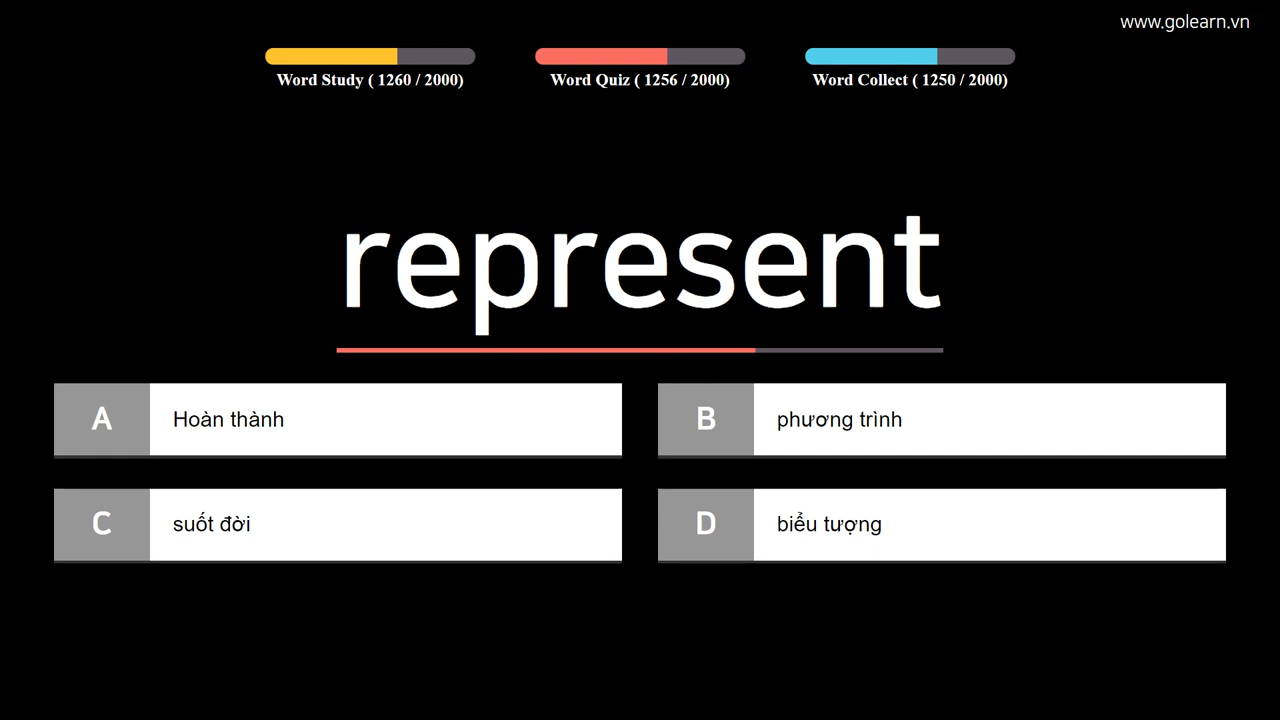 www.golearn.vn
Word Study ( 1260 / 2000)
Word Quiz ( 1256 / 2000)
Word Collect ( 1250 / 2000)
represent
A Hoàn thành
B phương trình
C suốt đời
D biểu tượng